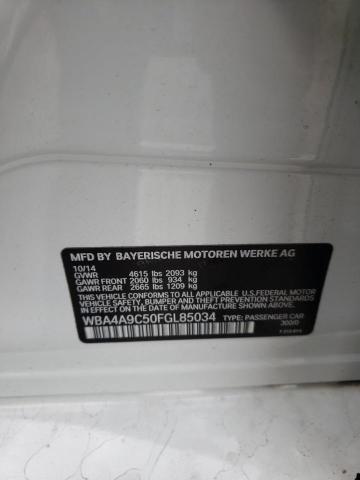 MFD BY BAYERISCHE MOTOREN WERKE AG
10/14
GVWR 4615 lbs 2093 kg
GAWR FRONT 2060 lbs 934 kg
GAWR REAR 2665 lbs 1209 kg
THIS VEHICLE CONFORMS TO ALL APPLICABLE
U.S. FEDERAL MOTOR VEHICLE SAFETY, BUMPER,
AND THEFT PREVENTION STANDARDS IN EFFECT
ON THE DATE OF MANUFACTURE SHOWN ABOVE.
WBA4A9C50FGL85034 TYPE: PASSENGER CAR
300/0